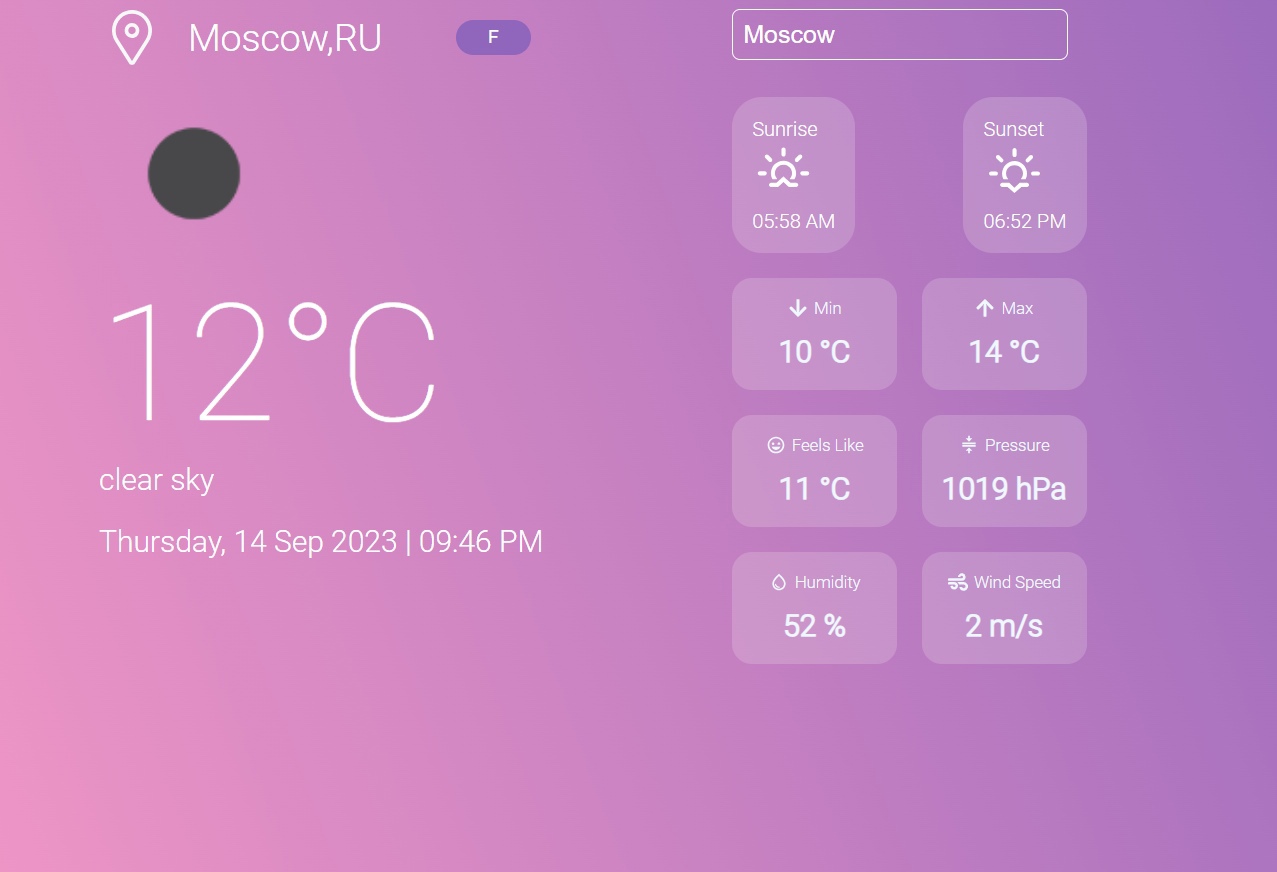 Moscow,RU
F
12°C
clear sky
Thursday, 14 Sep 2023 | 09:46 PM
Moscow
Sunrise
05:58 AM
Sunset
06:52 PM
Min
10 °C
Max
14 °C
Feels Like
11 °C
Pressure
1019 hPa
Humidity
52 %
Wind Speed
2 m/s